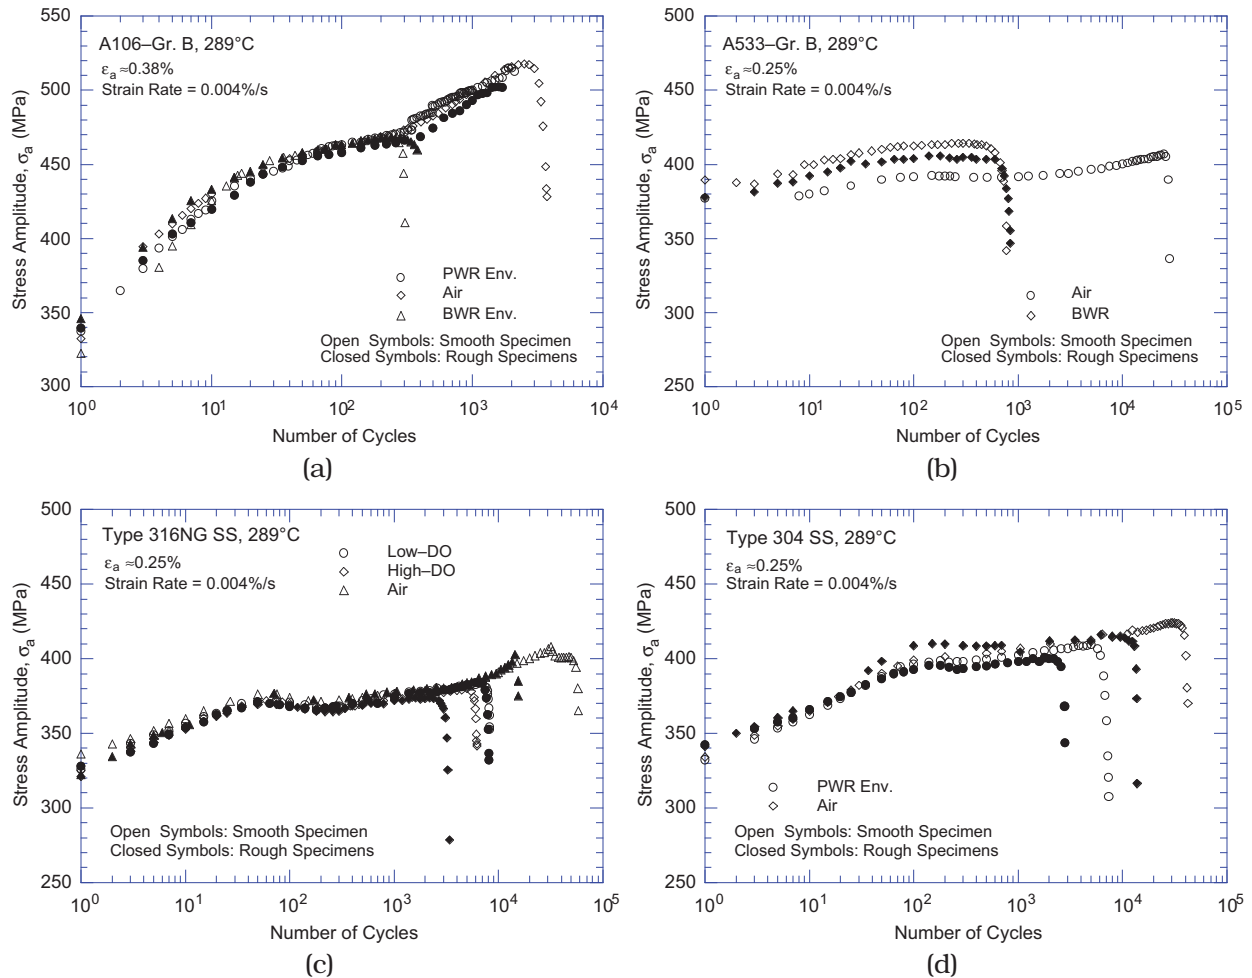 A106–Gr. B, 289°C
εa ≈0.38%
Strain Rate = 0.004%/s
550
500
450
400
350
300
Stress Amplitude, σa (MPa)
PWR Env.
Air
BWR Env.
Open Symbols: Smooth Specimen
Closed Symbols: Rough Specimens
10^0
10^1
10^2
10^3
10^4
Number of Cycles
(a)
A533–Gr. B, 289°C
εa ≈0.25%
Strain Rate = 0.004%/s
500
450
400
350
300
250
Stress Amplitude, σa (MPa)
Air
BWR
Open Symbols: Smooth Specimen
Closed Symbols: Rough Specimens
10^0
10^1
10^2
10^3
10^4
10^5
Number of Cycles
(b)
Type 316NG SS, 289°C
εa ≈0.25%
Strain Rate = 0.004%/s
Low–DO
High–DO
Air
500
450
400
350
300
250
Stress Amplitude, σa (MPa)
Open Symbols: Smooth Specimen
Closed Symbols: Rough Specimens
10^0
10^1
10^2
10^3
10^4
10^5
Number of Cycles
(c)
Type 304 SS, 289°C
εa ≈0.25%
Strain Rate = 0.004%/s
500
450
400
350
300
250
Stress Amplitude, σa (MPa)
PWR Env.
Air
Open Symbols: Smooth Specimen
Closed Symbols: Rough Specimens
10^0
10^1
10^2
10^3
10^4
10^5
Number of Cycles
(d)